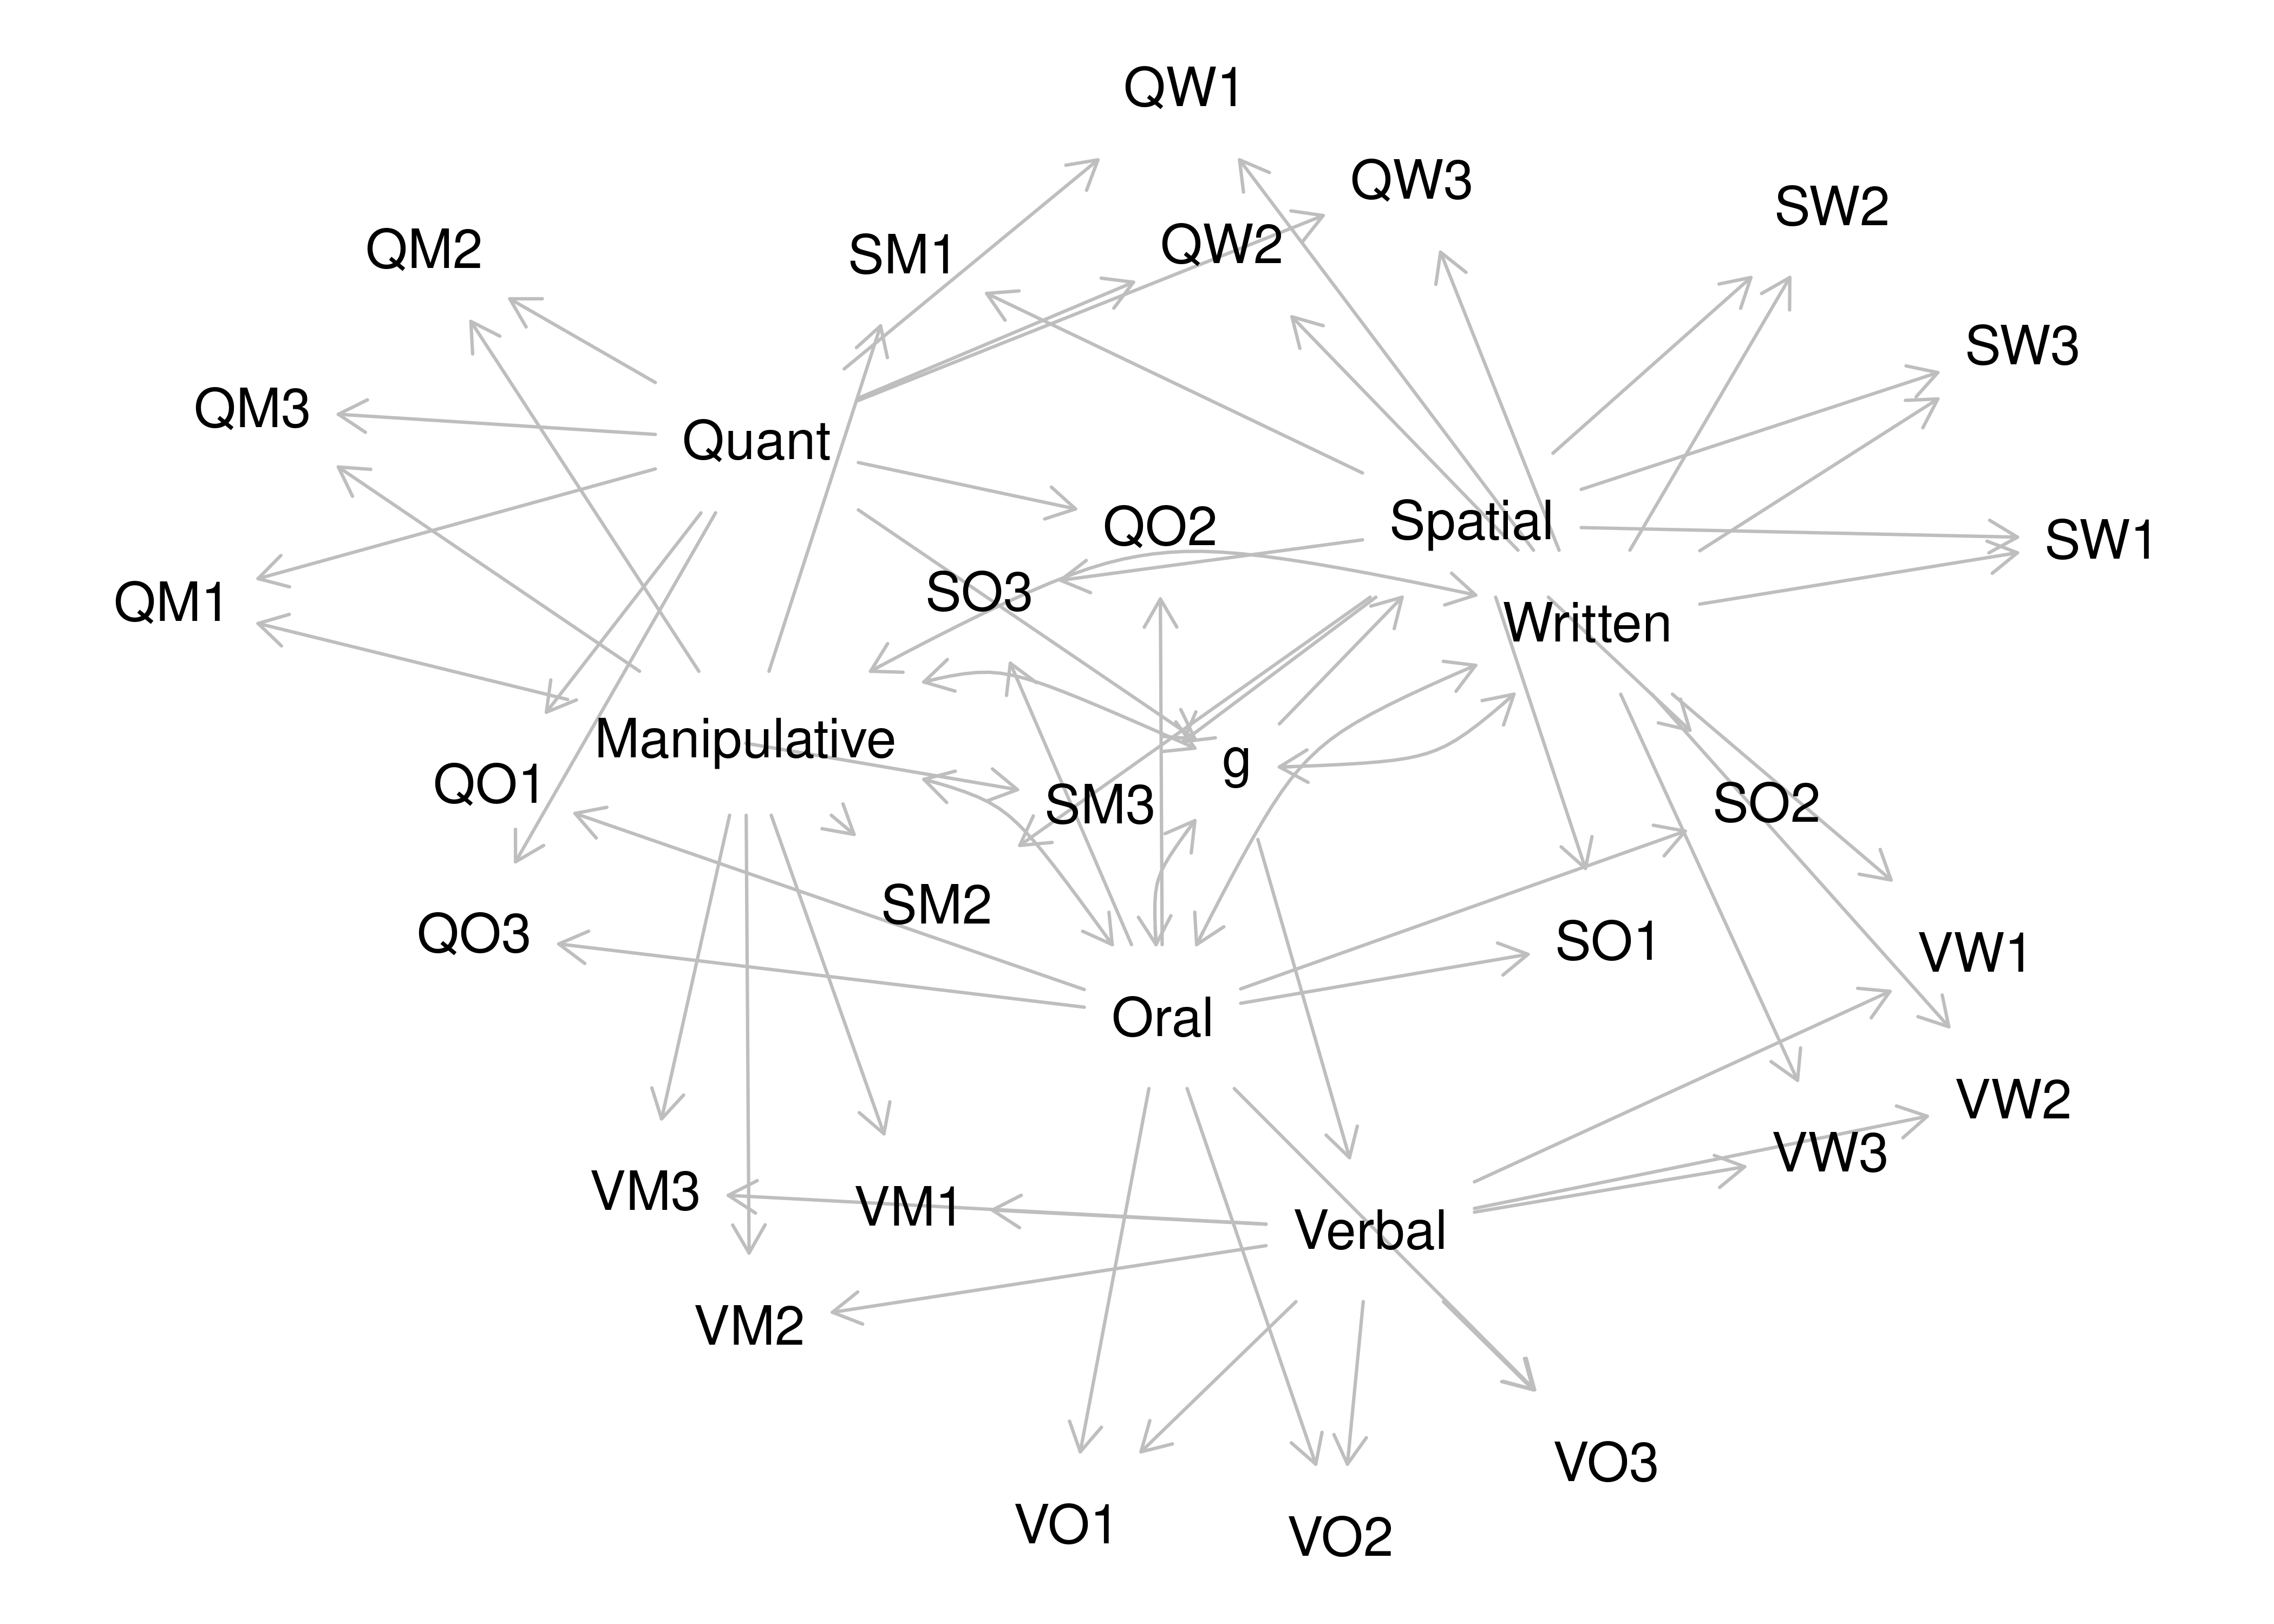 QW1
QW3
SW2
QM2
SM1
QW2
SW3
QM3
Quant
Spatial
QO2
SW1
SO3
QM1
Written
Manipulative
g
QO1
SM3
SO2
SM2
QO3
SO1
VW1
Oral
VW2
VW3
VM3
VM1
Verbal
VM2
VO3
VO1
VO2